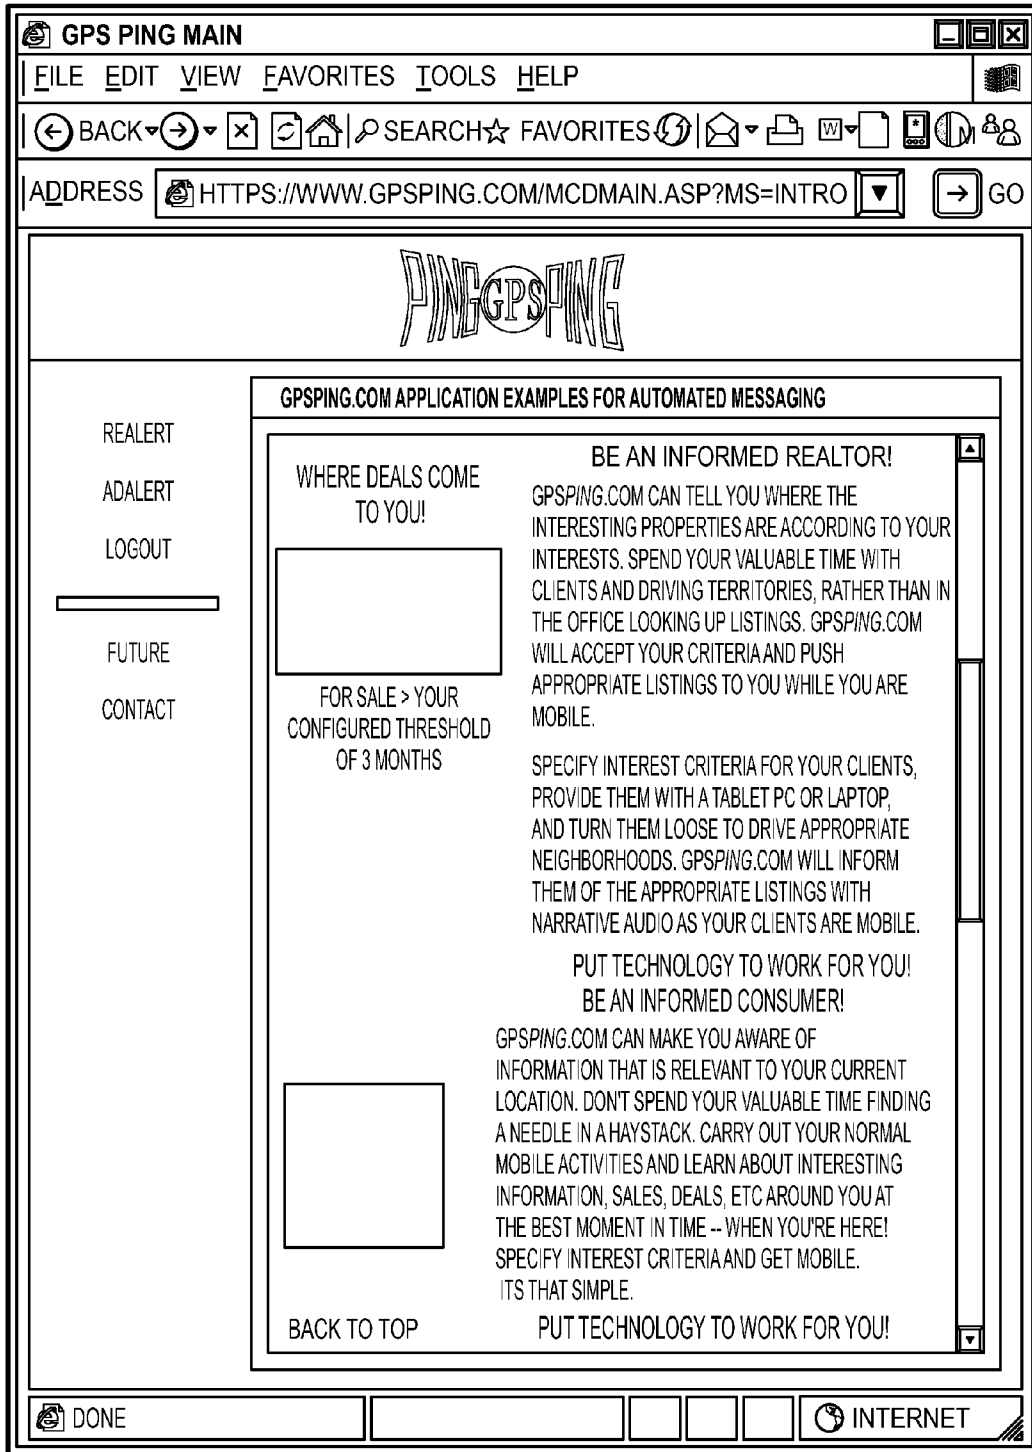 GPS PING MAIN
FILE EDIT VIEW FAVORITES TOOLS HELP
BACK SEARCH FAVORITES W M
ADDRESS HTTPS://WWW.GPSPING.COM/MCDMAIN.ASP?MS=INTRO GO
PING GPS PING
GPSPING.COM APPLICATION EXAMPLES FOR AUTOMATED MESSAGING
REALERT
ADALERT
LOGOUT
FUTURE
CONTACT
WHERE DEALS COME
TO YOU!
FOR SALE > YOUR
CONFIGURED THRESHOLD
OF 3 MONTHS
BE AN INFORMED REALTOR!
GPSPING.COM CAN TELL YOU WHERE THE
INTERESTING PROPERTIES ARE ACCORDING TO YOUR
INTERESTS. SPEND YOUR VALUABLE TIME WITH
CLIENTS AND DRIVING TERRITORIES, RATHER THAN IN
THE OFFICE LOOKING UP LISTINGS. GPSPING.COM
WILL ACCEPT YOUR CRITERIA AND PUSH
APPROPRIATE LISTINGS TO YOU WHILE YOU ARE
MOBILE.
SPECIFY INTEREST CRITERIA FOR YOUR CLIENTS,
PROVIDE THEM WITH A TABLET PC OR LAPTOP,
AND TURN THEM LOOSE TO DRIVE APPROPRIATE
NEIGHBORHOODS. GPSPING.COM WILL INFORM
THEM OF THE APPROPRIATE LISTINGS WITH
NARRATIVE AUDIO AS YOUR CLIENTS ARE MOBILE.
PUT TECHNOLOGY TO WORK FOR YOU!
BE AN INFORMED CONSUMER!
GPSPING.COM CAN MAKE YOU AWARE OF
INFORMATION THAT IS RELEVANT TO YOUR CURRENT
LOCATION. DON'T SPEND YOUR VALUABLE TIME FINDING
A NEEDLE IN A HAYSTACK. CARRY OUT YOUR NORMAL
MOBILE ACTIVITIES AND LEARN ABOUT INTERESTING
INFORMATION, SALES, DEALS, ETC AROUND YOU AT
THE BEST MOMENT IN TIME -- WHEN YOU'RE HERE!
SPECIFY INTEREST CRITERIA AND GET MOBILE.
ITS THAT SIMPLE.
BACK TO TOP
PUT TECHNOLOGY TO WORK FOR YOU!
DONE
INTERNET